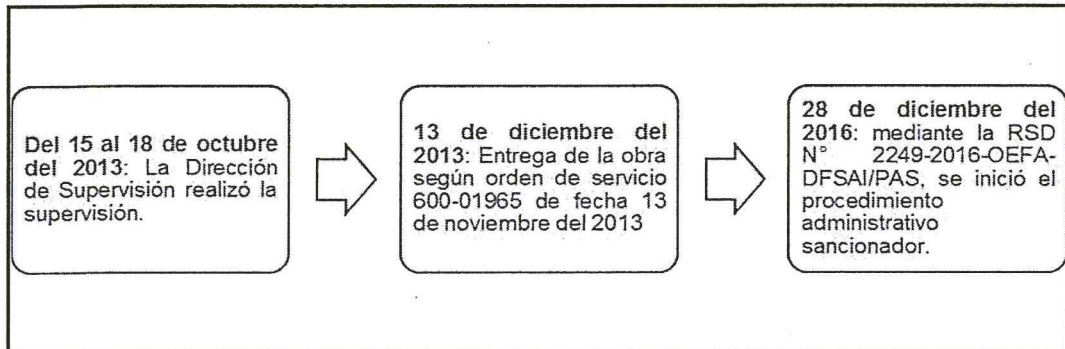 Del 15 al 18 de octubre
del 2013: La Dirección
de Supervisión realizó la
supervisión.
13 de diciembre del
2013: Entrega de la obra
según orden de servicio
600-01965 de fecha 13
de noviembre del 2013
28 de diciembre del
2016: mediante la RSD
N° 2249-2016-OEFA-
DFSAI/PAS, se inició el
procedimiento
administrativo
sancionador.